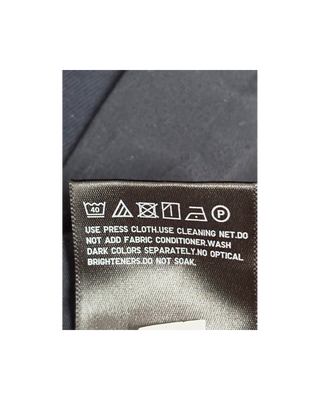 40 P
USE PRESS CLOTH.USE CLEANING NET.DO
NOT ADD FABRIC CONDITIONER.WASH
DARK COLORS SEPARATELY.NO OPTICAL
BRIGHTENERS.DO NOT SOAK.